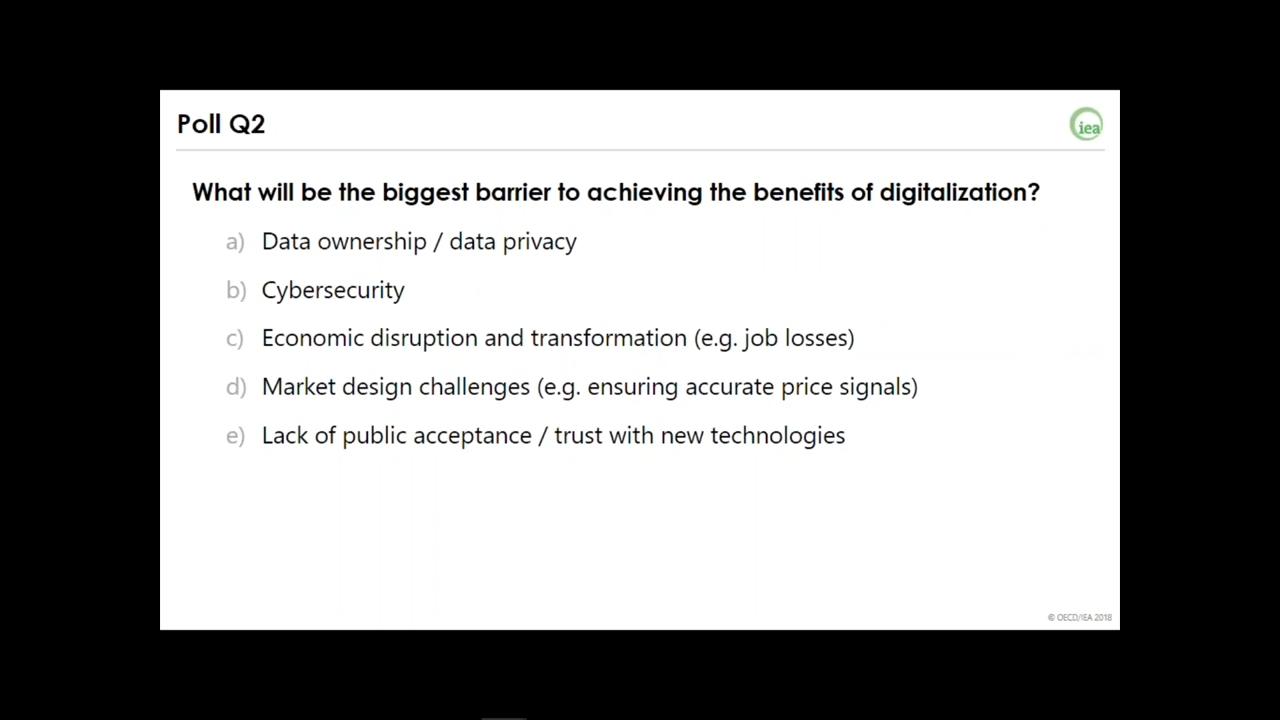 Poll Q2
iea
What will be the biggest barrier to achieving the benefits of digitalization?
a) Data ownership / data privacy
b) Cybersecurity
c) Economic disruption and transformation (e.g. job losses)
d) Market design challenges (e.g. ensuring accurate price signals)
e) Lack of public acceptance / trust with new technologies
© OECD/IEA 2018